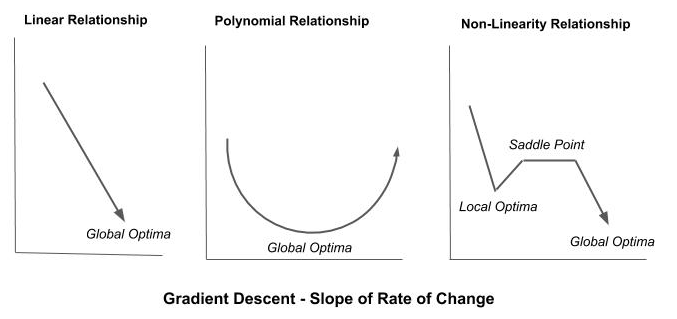 Linear Relationship
Polynomial Relationship
Non-Linearity Relationship
Global Optima
Global Optima
Saddle Point
Local Optima
Global Optima
Gradient Descent - Slope of Rate of Change